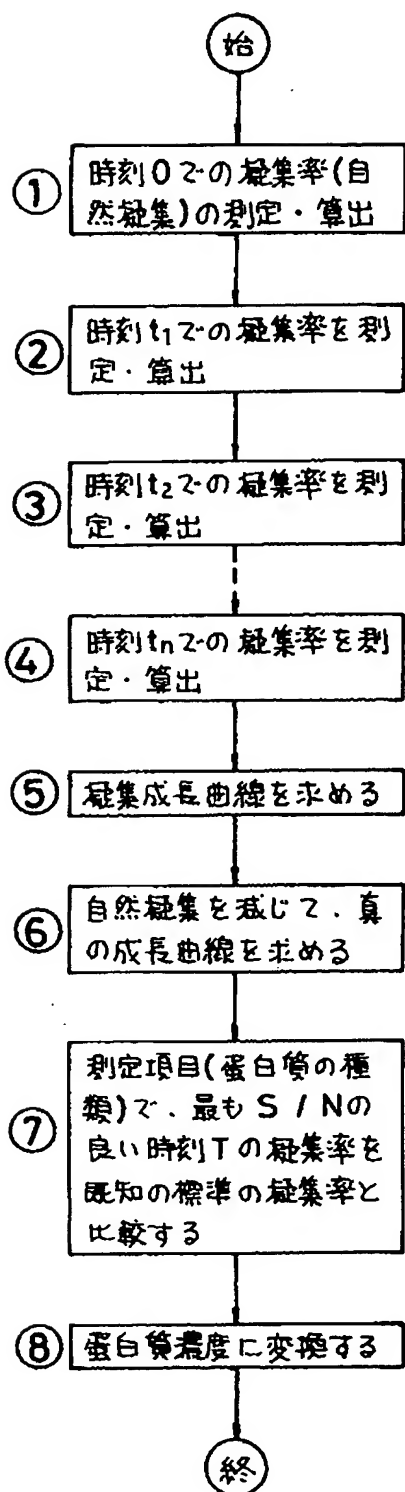 始
① 時刻0での凝集率(自
然凝集)の測定・算出
② 時刻t₁での凝集率を測
定・算出
③ 時刻t₂での凝集率を測
定・算出
④ 時刻tnでの凝集率を測
定・算出
⑤ 凝集成長曲線を求める
⑥ 自然凝集を減じて、真
の成長曲線を求める
⑦ 測定項目(蛋白質の種
類)で、最もS/Nの
良い時刻Tの凝集率を
既知の標準の凝集率と
比較する
⑧ 蛋白質濃度に変換する
終